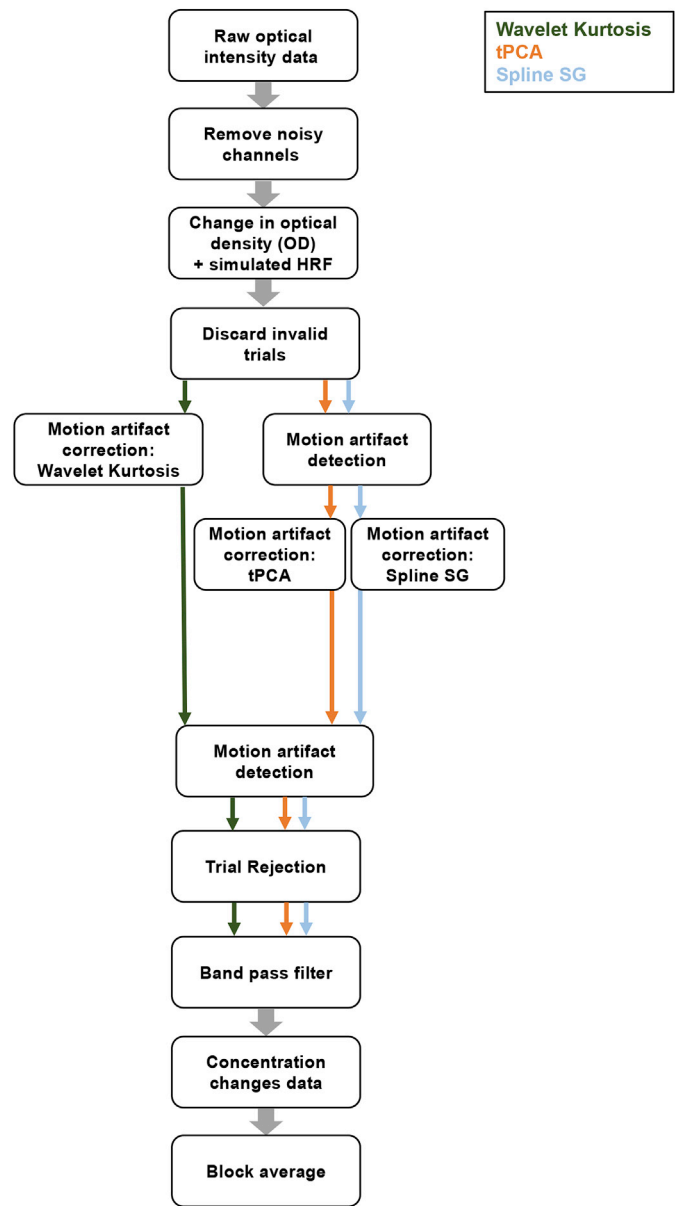 Raw optical
intensity data
Wavelet Kurtosis
tPCA
Spline SG
Remove noisy
channels
Change in optical
density (OD)
+ simulated HRF
Discard invalid
trials
Motion artifact
correction:
Wavelet Kurtosis
Motion artifact
detection
Motion artifact
correction:
tPCA
Motion artifact
correction:
Spline SG
Motion artifact
detection
Trial Rejection
Band pass filter
Concentration
changes data
Block average